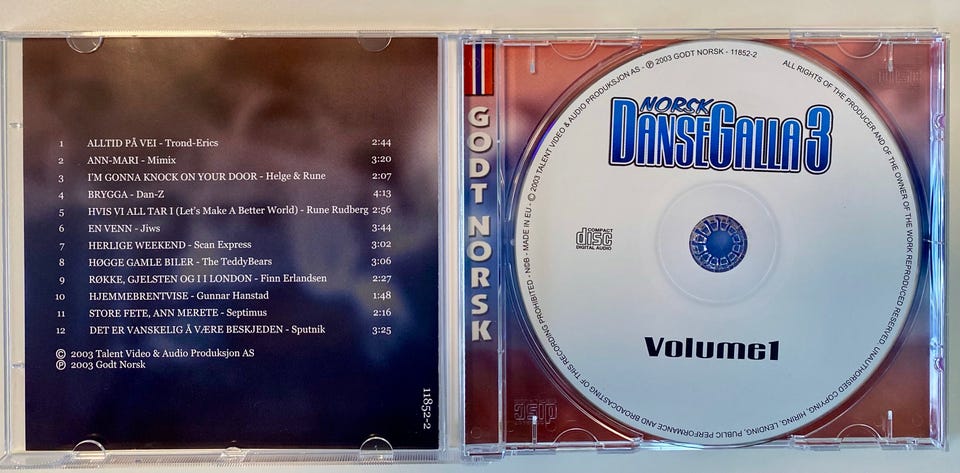 1 ALLTID PÅ VEI - Trond-Erics 2:44
2 ANN-MARI - Mimix 3:20
3 I'M GONNA KNOCK ON YOUR DOOR - Helge & Rune 2:07
4 BRYGGA - Dan-Z 4:13
5 HVIS VI ALL TAR I (Let's Make A Better World) - Rune Rudberg 2:56
6 EN VENN - Jiws 3:44
7 HERLIGE WEEKEND - Scan Express 3:02
8 HØGGE GAMLE BILER - The TeddyBears 3:06
9 RØKKE, GJELSTEN OG I I LONDON - Finn Erlandsen 2:27
10 HJEMMEBRENTVISE - Gunnar Hanstad 1:48
11 STORE FETE, ANN MERETE - Septimus 2:16
12 DET ER VANSKELIG Å VÆRE BESKJEDEN - Sputnik 3:25
© 2003 Talent Video & Audio Produksjon AS
℗ 2003 Godt Norsk
11852-2
GODT NORSK
© 2003 TALENT VIDEO & AUDIO PRODUKSJON AS - ℗ 2003 GODT NORSK - 11852-2
ALL RIGHTS OF THE PRODUCER AND OF THE OWNER OF THE WORK REPRODUCED RESERVED. UNAUTHORISED COPYING, HIRING, LENDING, PUBLIC PERFORMANCE AND BROADCASTING OF THIS RECORDING PROHIBITED - N©B - MADE IN EU -
NORSK
DANSEGALLA 3
COMPACT
disc
DIGITAL AUDIO
Volume1
disc